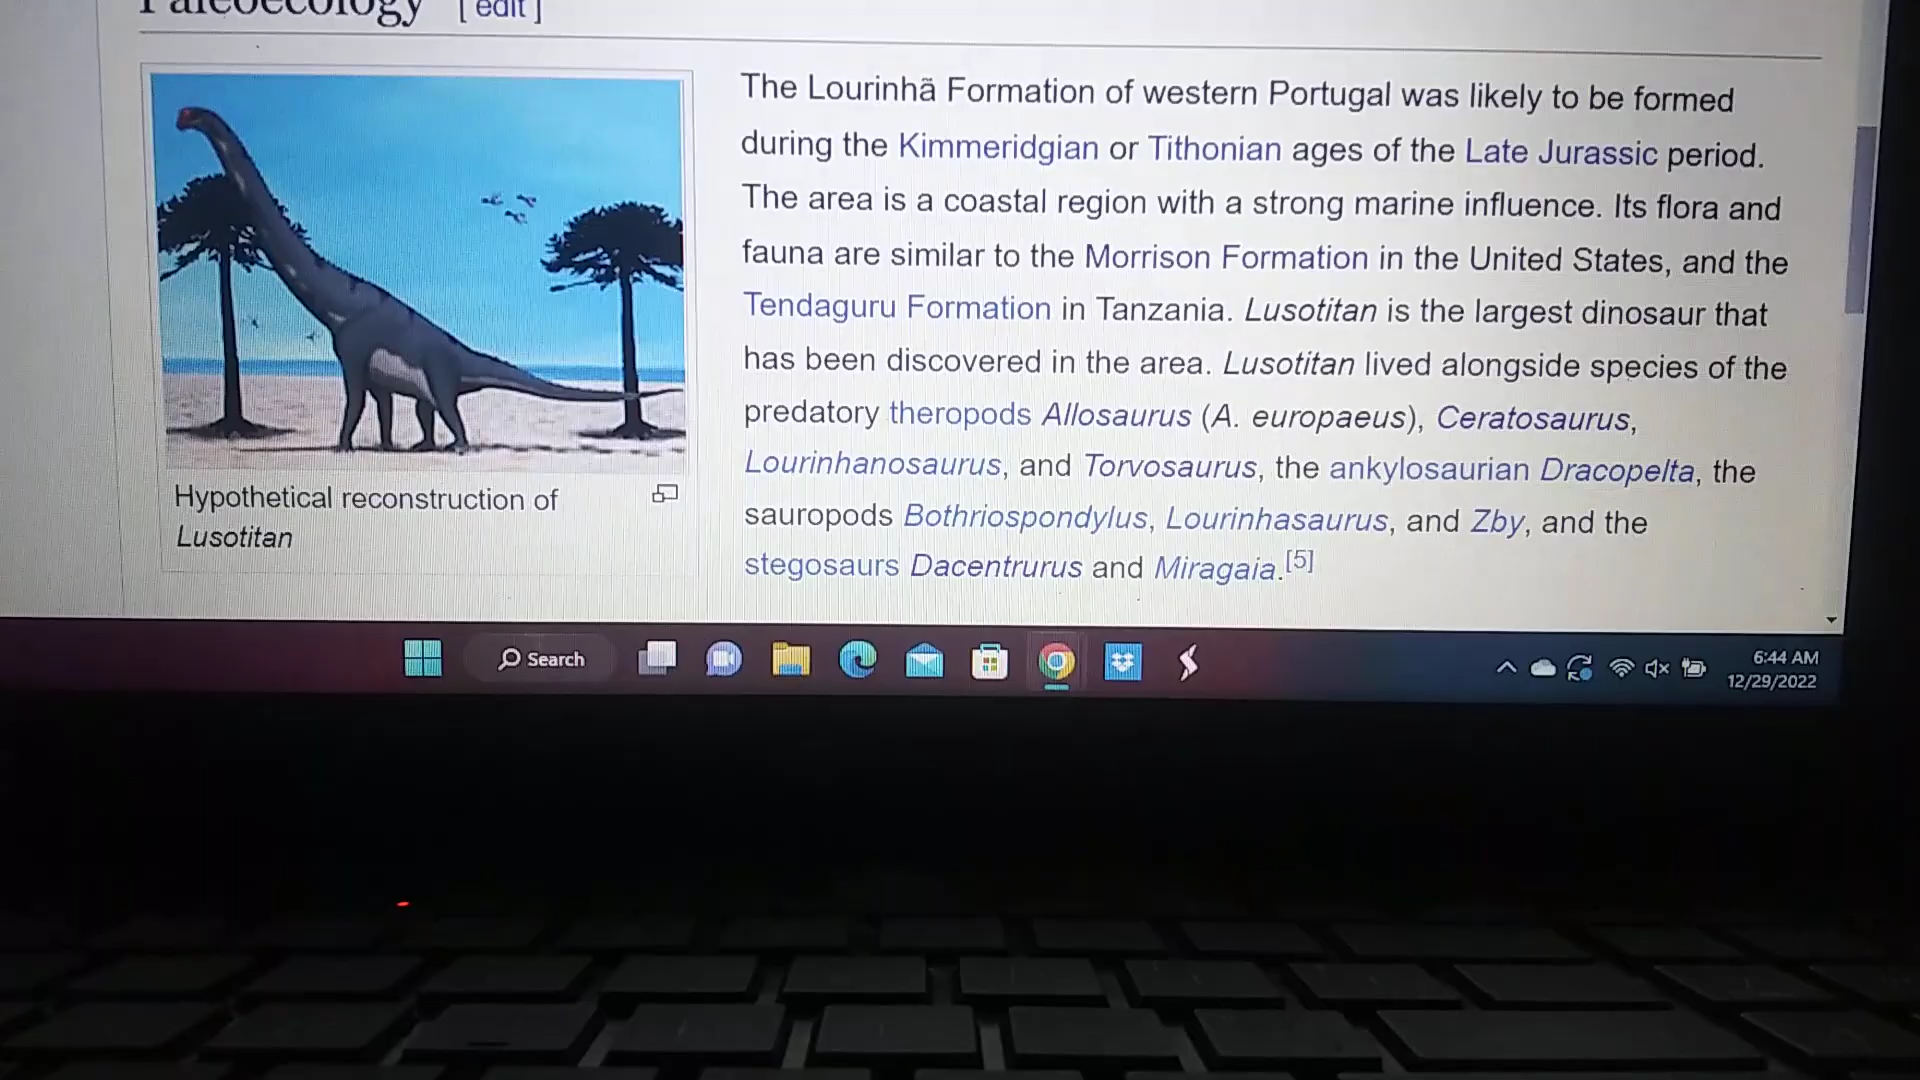 Paleoecology [ edit ]
The Lourinhã Formation of western Portugal was likely to be formed
during the Kimmeridgian or Tithonian ages of the Late Jurassic period.
The area is a coastal region with a strong marine influence. Its flora and
fauna are similar to the Morrison Formation in the United States, and the
Tendaguru Formation in Tanzania. Lusotitan is the largest dinosaur that
has been discovered in the area. Lusotitan lived alongside species of the
predatory theropods Allosaurus (A. europaeus), Ceratosaurus,
Lourinhanosaurus, and Torvosaurus, the ankylosaurian Dracopelta, the
sauropods Bothriospondylus, Lourinhasaurus, and Zby, and the
stegosaurs Dacentrurus and Miragaia.[5]
Hypothetical reconstruction of
Lusotitan
Search
6:44 AM
12/29/2022